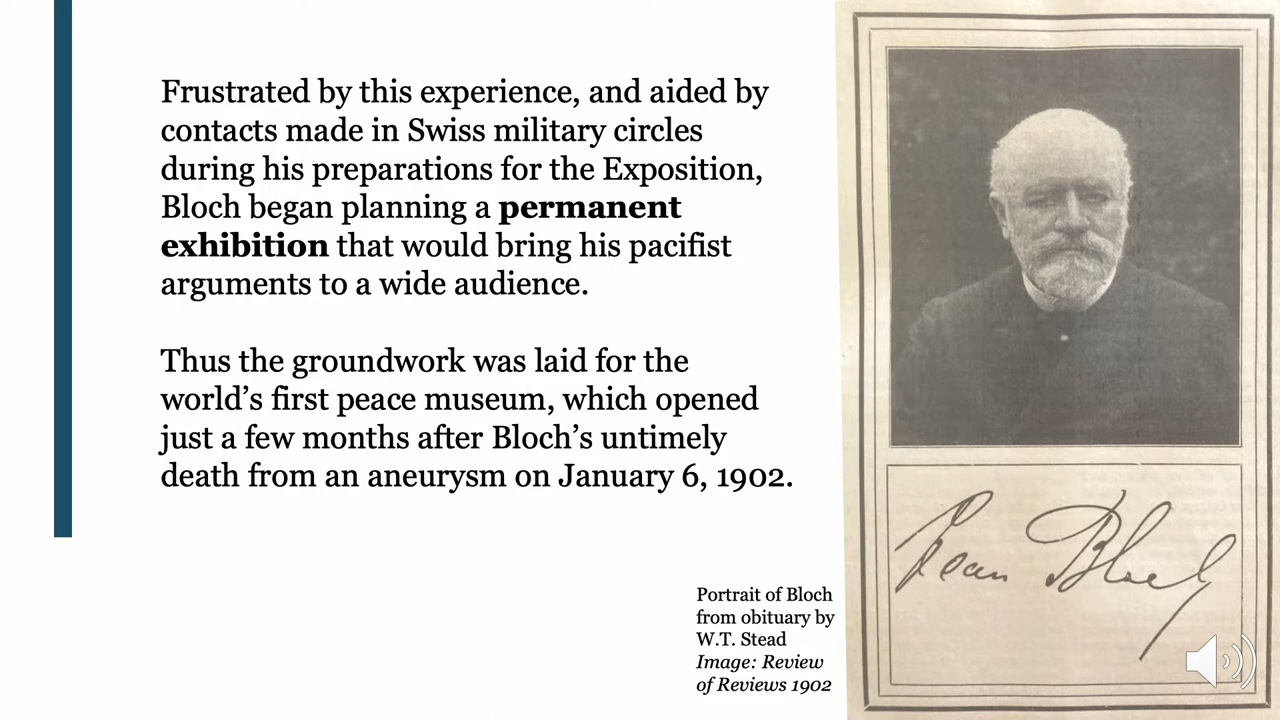 Frustrated by this experience, and aided by
contacts made in Swiss military circles
during his preparations for the Exposition,
Bloch began planning a permanent
exhibition that would bring his pacifist
arguments to a wide audience.
Thus the groundwork was laid for the
world’s first peace museum, which opened
just a few months after Bloch’s untimely
death from an aneurysm on January 6, 1902.
Portrait of Bloch
from obituary by
W.T. Stead
Image: Review
of Reviews 1902
Jean Bloch